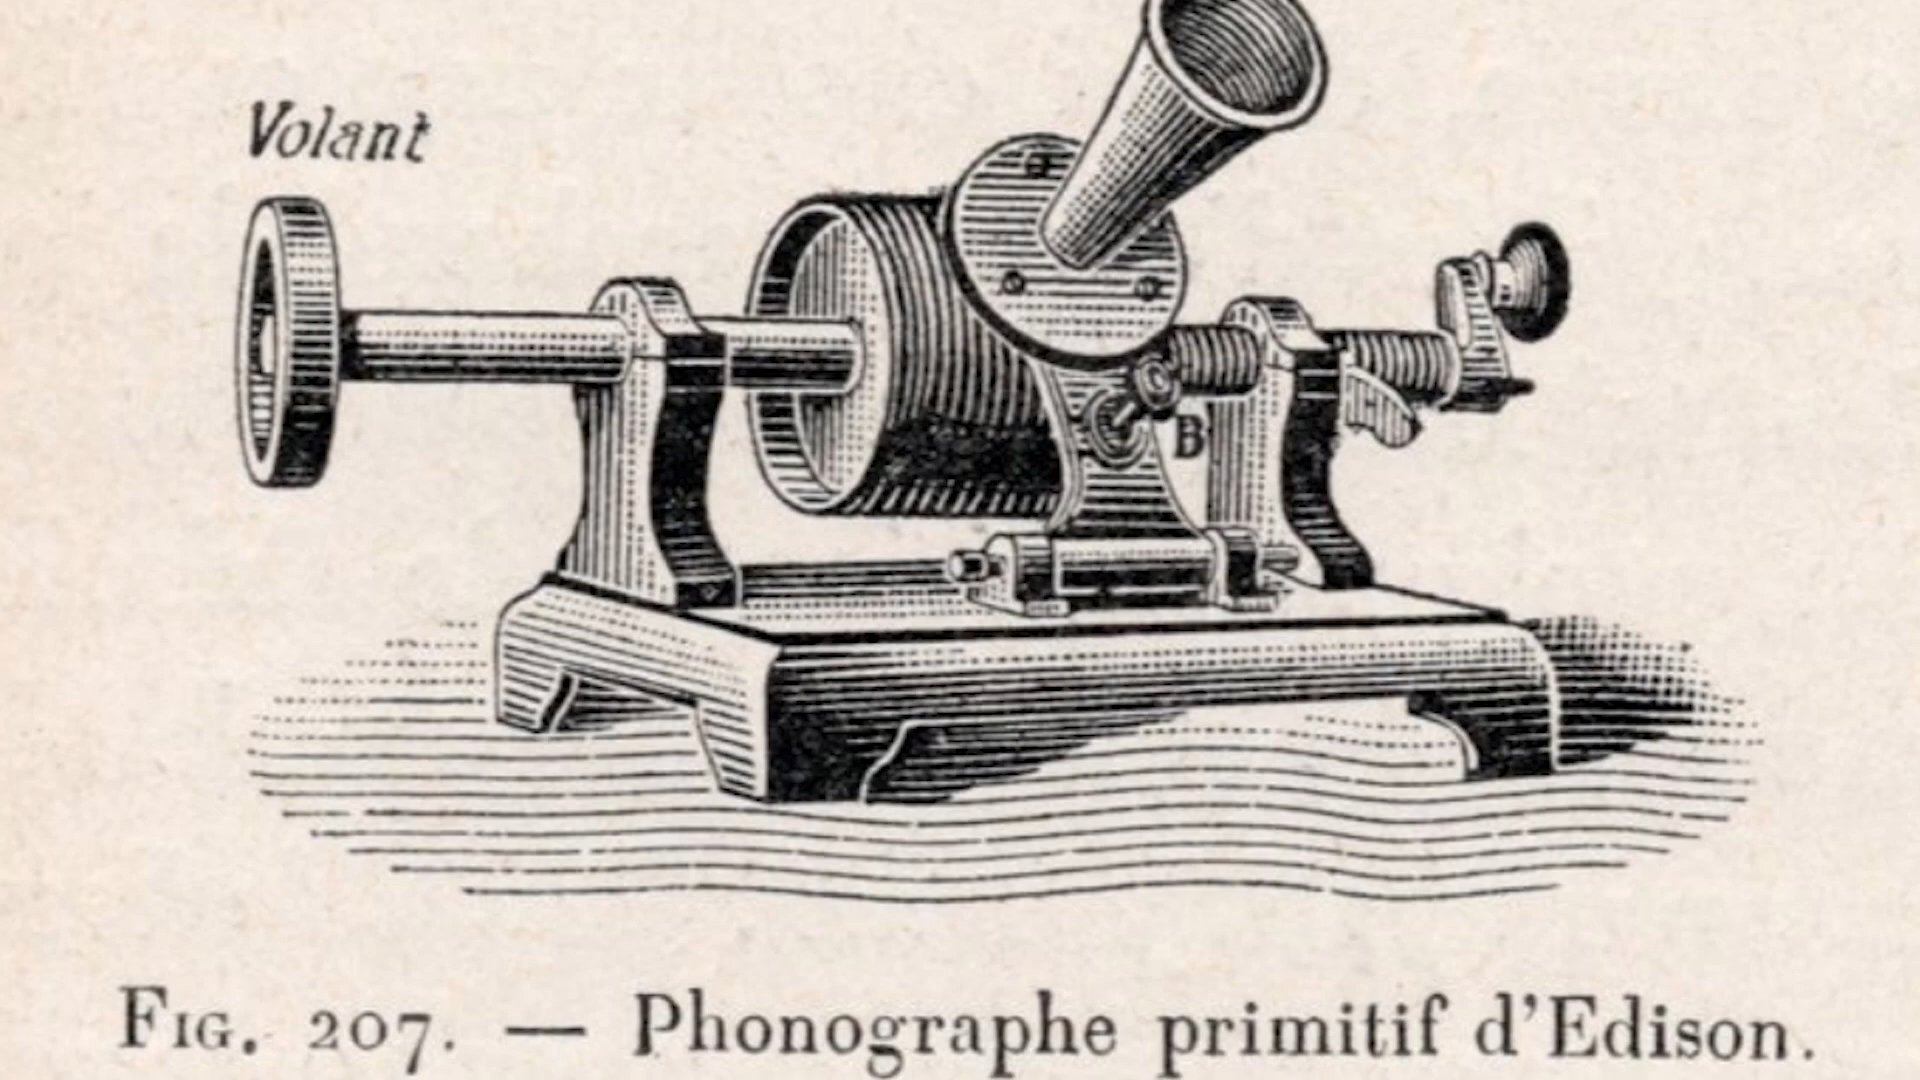 Volant
B
Fig. 207. — Phonographe primitif d'Edison.